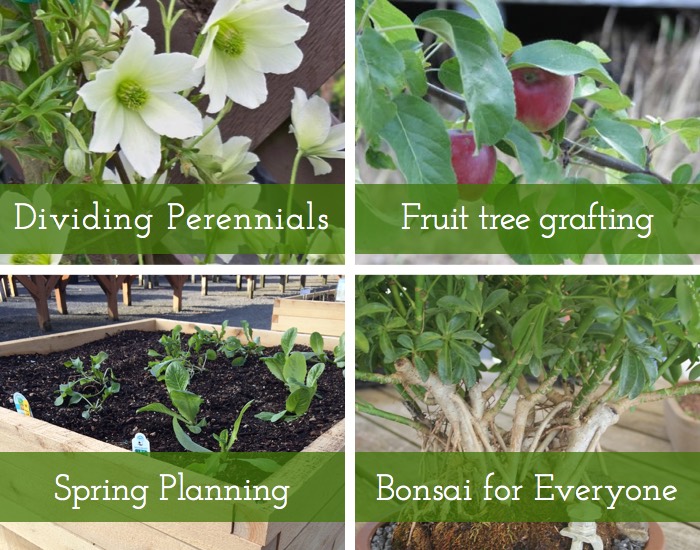 Dividing Perennials
Fruit tree grafting
Spring Planning
Bonsai for Everyone